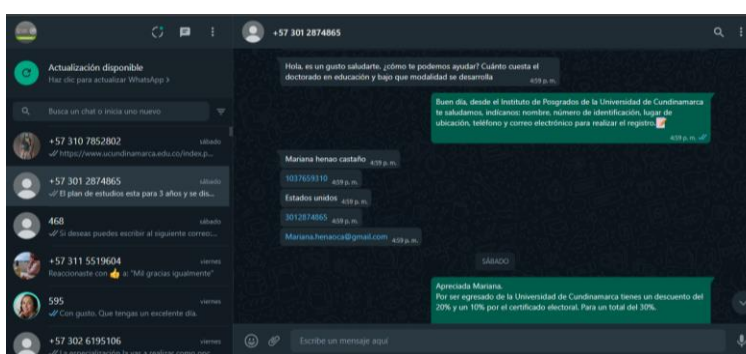 Actualización disponible
Haz clic para actualizar WhatsApp >
Busca un chat o inicia uno nuevo
+57 310 7852802
sábado
https://www.ucundinamarca.edu.co/index.p...
+57 301 2874865
sábado
El plan de estudios esta para 3 años y se dis...
468
sábado
Si deseas puedes escribir al siguiente correo:...
+57 311 5519604
viernes
Reaccionaste con 👍 a: "Mil gracias igualmente"
595
viernes
Con gusto. Que tengas un excelente día.
+57 302 6195106
viernes
+57 301 2874865
Hola, es un gusto saludarte, ¿cómo te podemos ayudar? Cuánto cuesta el
doctorado en educación y bajo que modalidad se desarrolla
4:59 p. m.
Buen día, desde el Instituto de Posgrados de la Universidad de Cundinamarca
te saludamos, indícanos; nombre, número de identificación, lugar de
ubicación, teléfono y correo electrónico para realizar el registro.📝
4:59 p. m.
Mariana henao castaño 4:59 p. m.
1037659310 4:59 p. m.
Estados unidos 4:59 p. m.
3012874865 4:59 p. m.
Mariana.henaoca@gmail.com 4:59 p. m.
SÁBADO
Apreciada Mariana.
Por ser egresado de la Universidad de Cundinamarca tienes un descuento del
20% y un 10% por el certificado electoral. Para un total del 30%.
Escribe un mensaje aquí